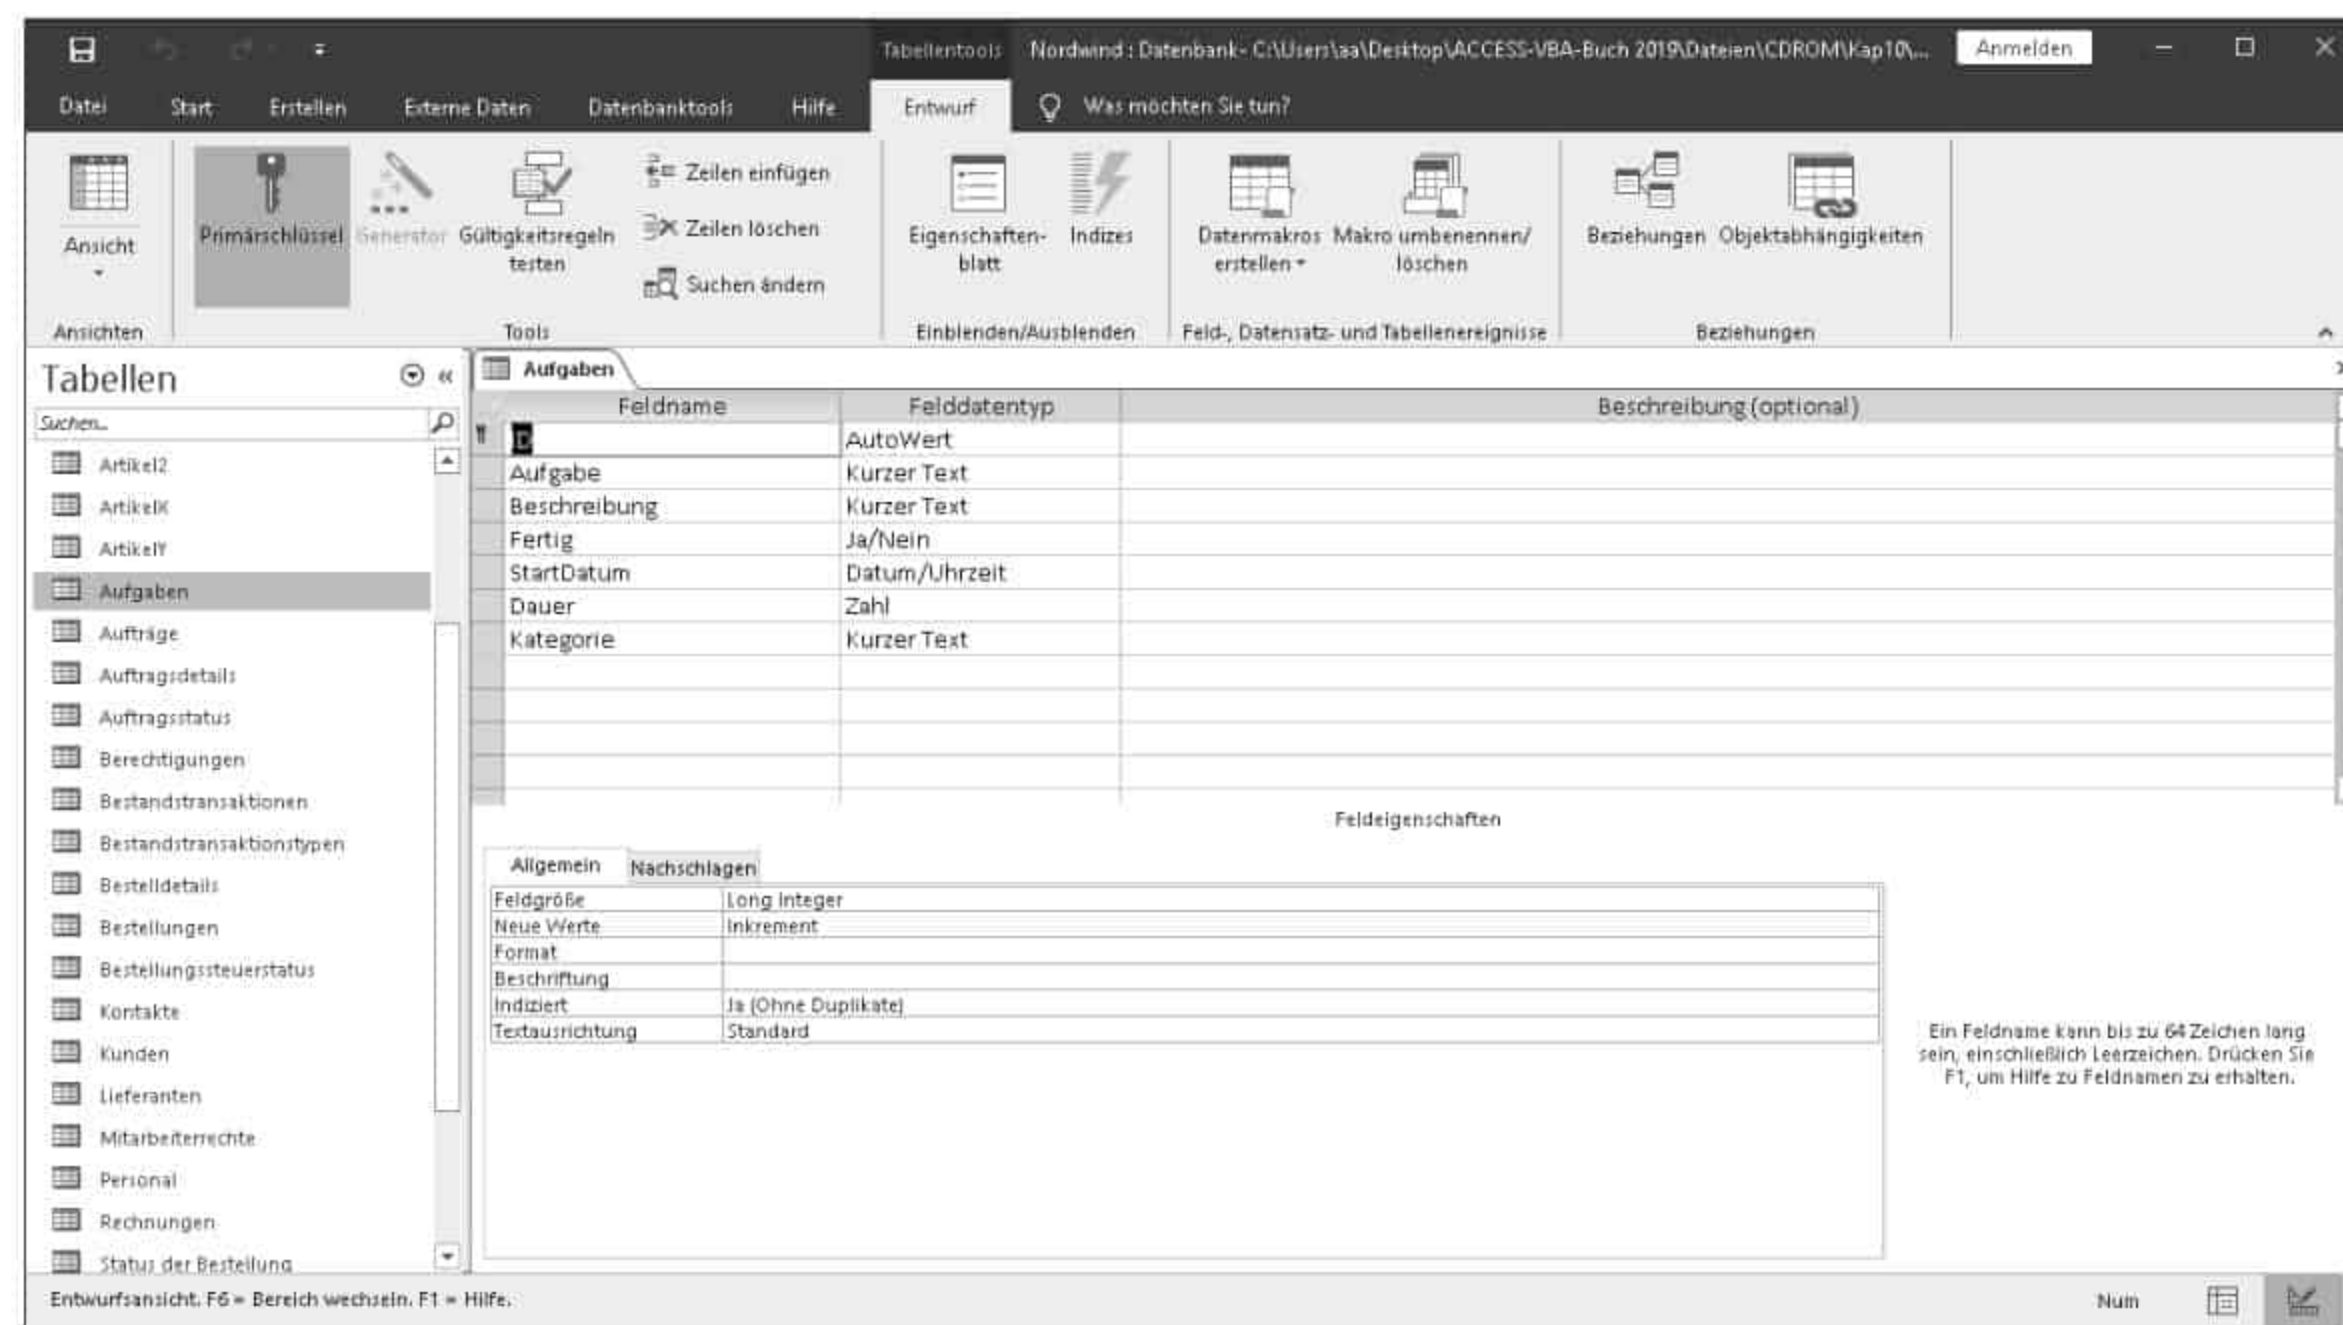 Tabellentools Nordwind : Datenbank- C:\Users\aa\Desktop\ACCESS-VBA-Buch 2019\Dateien\CDROM\Kap10\... Anmelden
Datei Start Erstellen Externe Daten Datenbanktools Hilfe Entwurf Was möchten Sie tun?
Ansicht
Primärschlüssel
Generator
Gültigkeitsregeln
testen
Zeilen einfügen
Zeilen löschen
Suchen ändern
Eigenschaften-
blatt
Indizes
Datenmakros
erstellen
Makro umbenennen/
löschen
Beziehungen
Objektabhängigkeiten
Ansichten Tools Einblenden/Ausblenden Feld-, Datensatz- und Tabellenereignisse Beziehungen
Tabellen
Suchen...
Artikel2
ArtikelX
ArtikelY
Aufgaben
Aufträge
Auftragsdetails
Auftragsstatus
Berechtigungen
Bestandstransaktionen
Bestandstransaktionstypen
Bestelldetails
Bestellungen
Bestellungssteuerstatus
Kontakte
Kunden
Lieferanten
Mitarbeiterrechte
Personal
Rechnungen
Status der Bestellung
Aufgaben
Feldname Felddatentyp Beschreibung (optional)
AutoWert
Aufgabe Kurzer Text
Beschreibung Kurzer Text
Fertig Ja/Nein
StartDatum Datum/Uhrzeit
Dauer Zahl
Kategorie Kurzer Text
Feldeigenschaften
Allgemein Nachschlagen
Feldgröße Long Integer
Neue Werte Inkrement
Format
Beschriftung
Indiziert Ja (Ohne Duplikate)
Textausrichtung Standard
Ein Feldname kann bis zu 64 Zeichen lang
sein, einschließlich Leerzeichen. Drücken Sie
F1, um Hilfe zu Feldnamen zu erhalten.
Entwurfsansicht. F6 = Bereich wechseln. F1 = Hilfe. Num